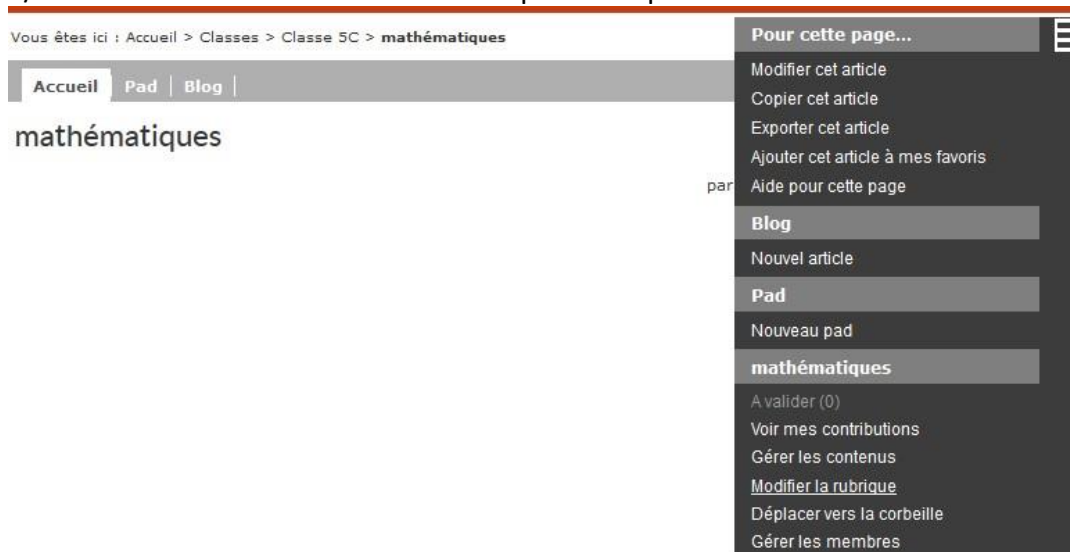 Vous êtes ici : Accueil > Classes > Classe 5C > mathématiques
Accueil | Pad | Blog |
mathématiques
par
Pour cette page...
Modifier cet article
Copier cet article
Exporter cet article
Ajouter cet article à mes favoris
Aide pour cette page
Blog
Nouvel article
Pad
Nouveau pad
mathématiques
A valider (0)
Voir mes contributions
Gérer les contenus
Modifier la rubrique
Déplacer vers la corbeille
Gérer les membres